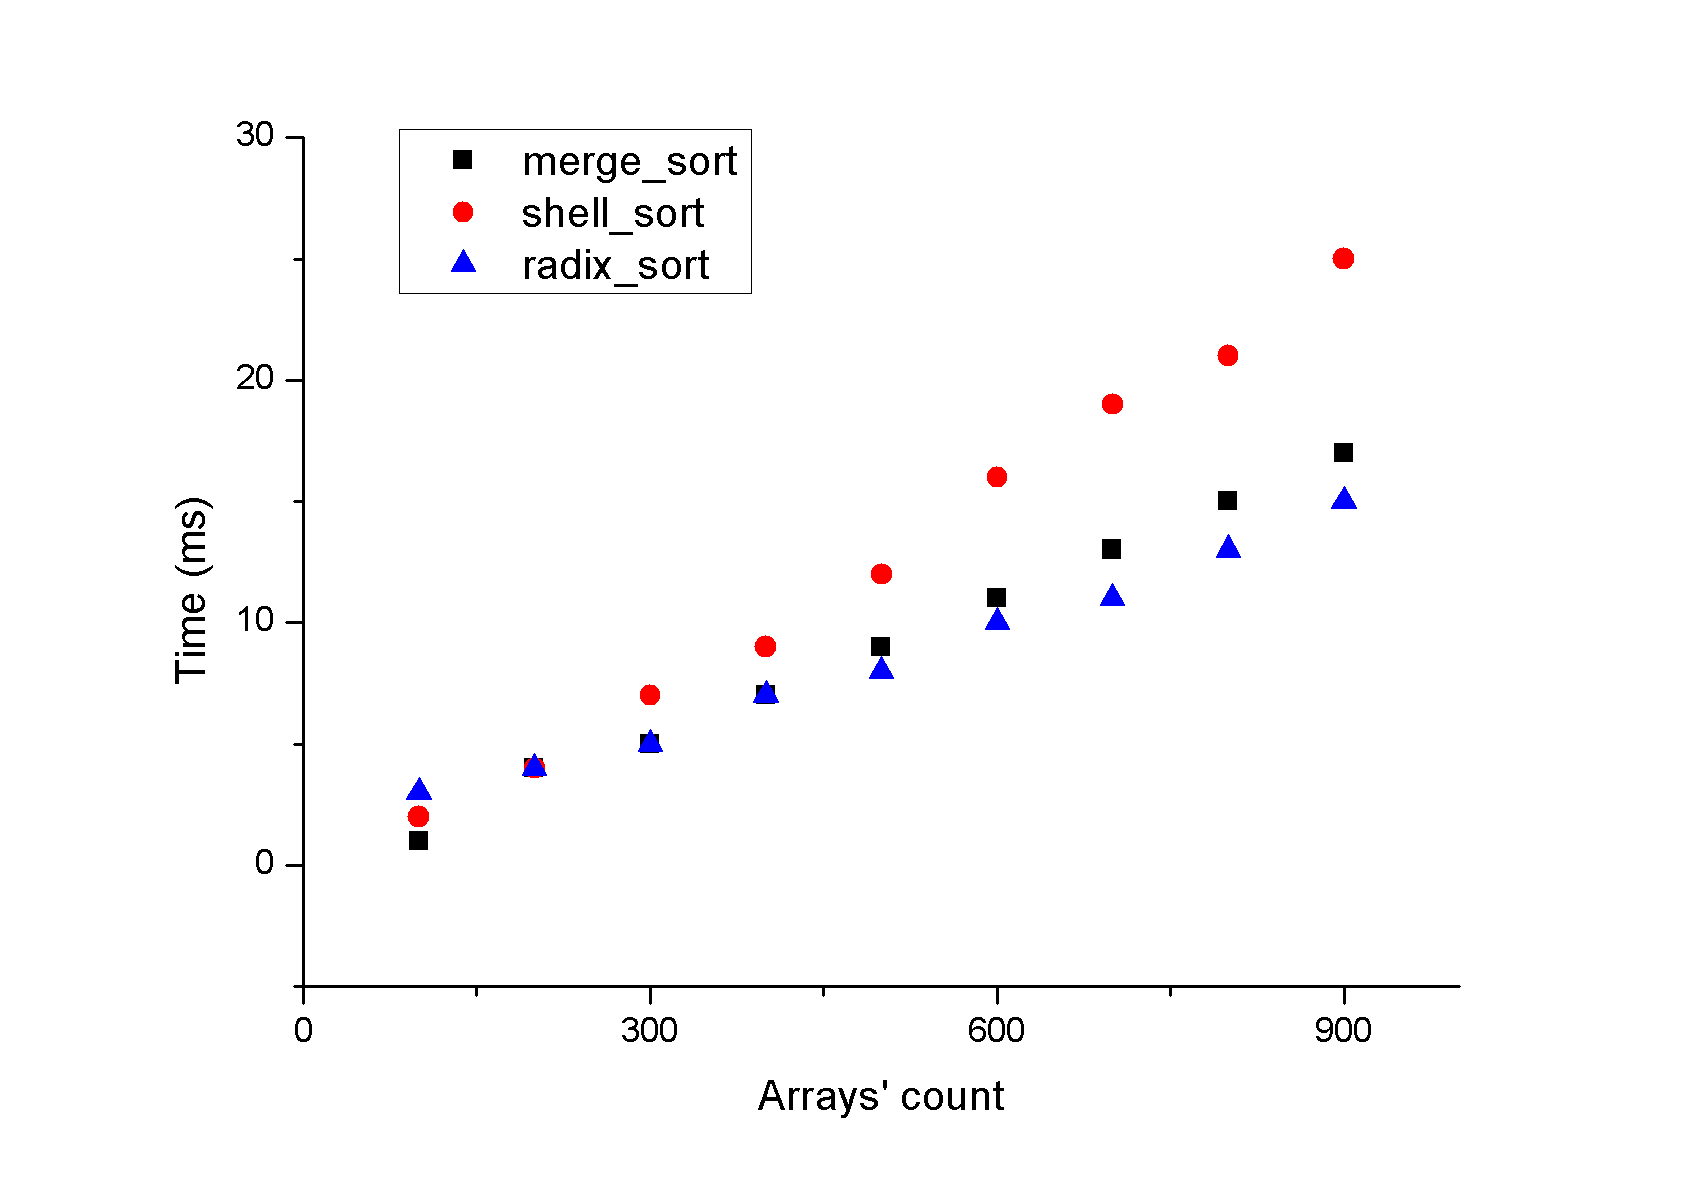 30
merge_sort
shell_sort
radix_sort
20
Time (ms)
10
0
0 300 600 900
Arrays' count